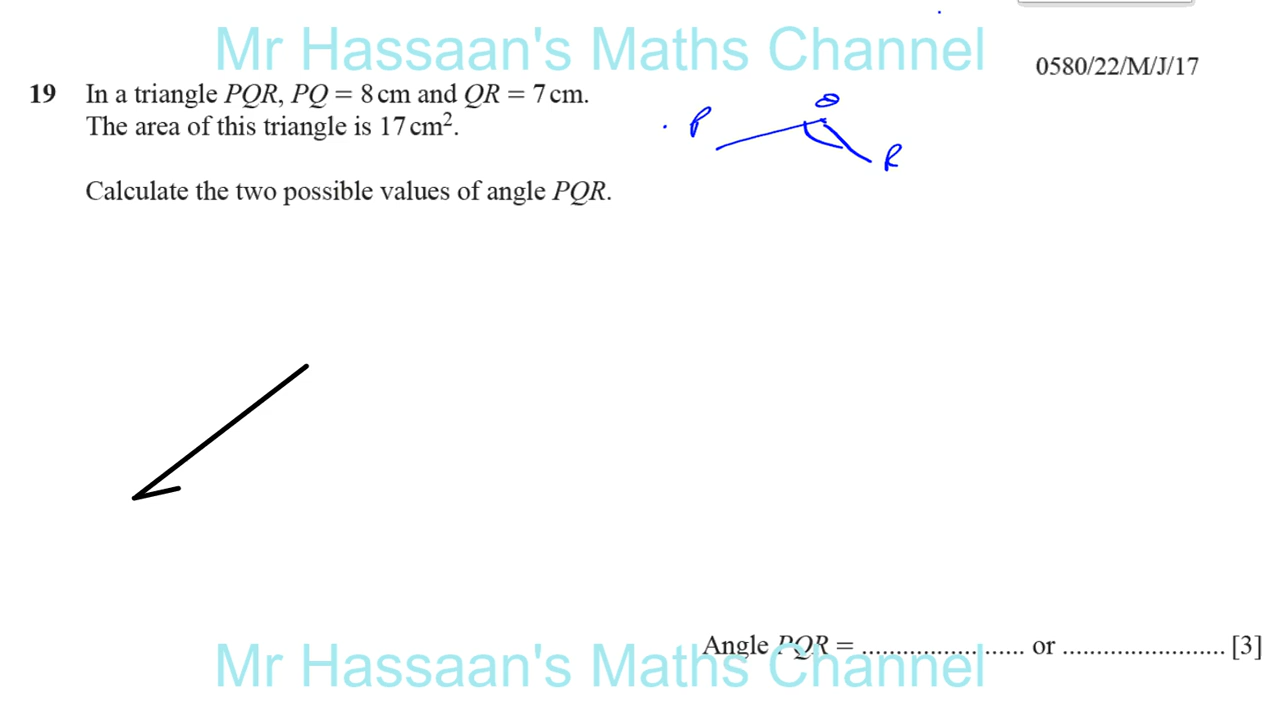 Mr Hassaan's Maths Channel
0580/22/M/J/17
19 In a triangle PQR, PQ = 8 cm and QR = 7 cm.
The area of this triangle is 17 cm².
P
Q
R
Calculate the two possible values of angle PQR.
Angle PQR = ........................ or ........................ [3]
Mr Hassaan's Maths Channel